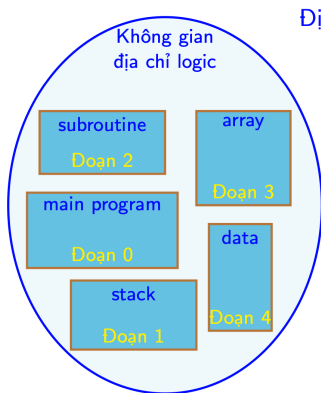 Đị
Không gian
địa chỉ logic
subroutine
Đoạn 2
array
Đoạn 3
main program
Đoạn 0
data
Đoạn 4
stack
Đoạn 1